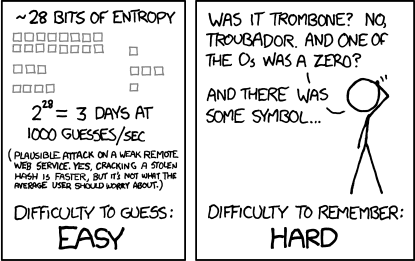 ~28 BITS OF ENTROPY
2²⁸ = 3 DAYS AT
1000 GUESSES/SEC
(PLAUSIBLE ATTACK ON A WEAK REMOTE
WEB SERVICE. YES, CRACKING A STOLEN
HASH IS FASTER, BUT IT'S NOT WHAT THE
AVERAGE USER SHOULD WORRY ABOUT.)
DIFFICULTY TO GUESS:
EASY
WAS IT TROMBONE? NO,
TROUBADOR. AND ONE OF
THE Os WAS A ZERO?
AND THERE WAS
SOME SYMBOL...
DIFFICULTY TO REMEMBER:
HARD